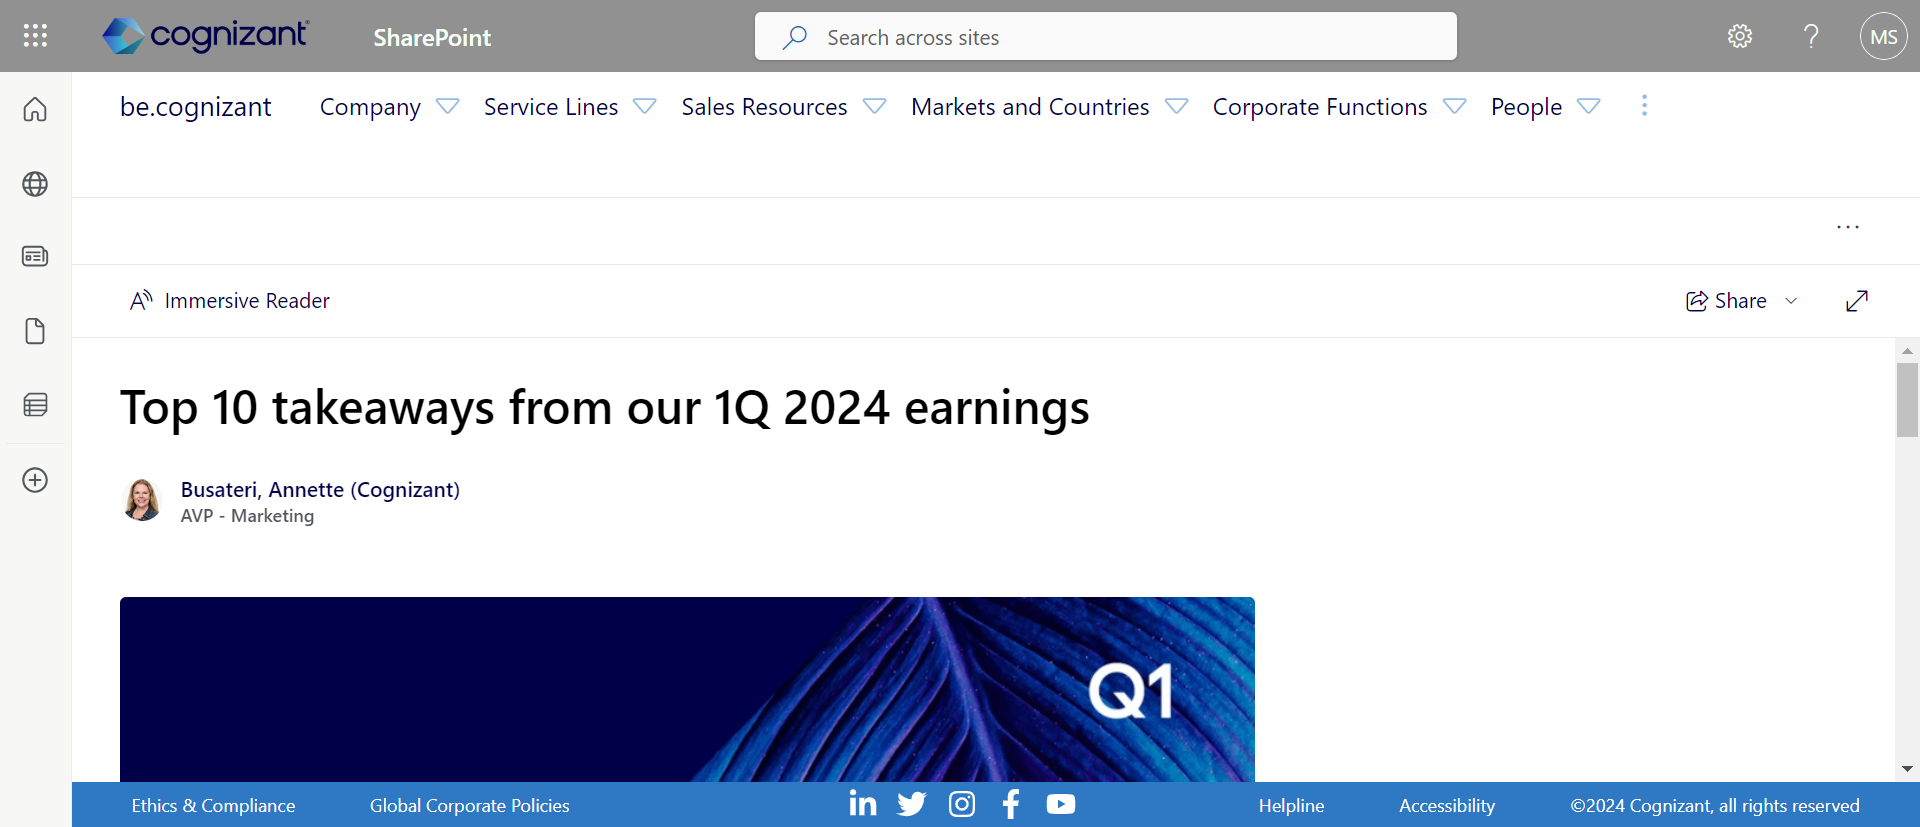 cognizant
SharePoint
Search across sites
?
MS
be.cognizant
Company
Service Lines
Sales Resources
Markets and Countries
Corporate Functions
People
Immersive Reader
Share
Top 10 takeaways from our 1Q 2024 earnings
Busateri, Annette (Cognizant)
AVP - Marketing
Q1
Ethics & Compliance
Global Corporate Policies
Helpline
Accessibility
©2024 Cognizant, all rights reserved